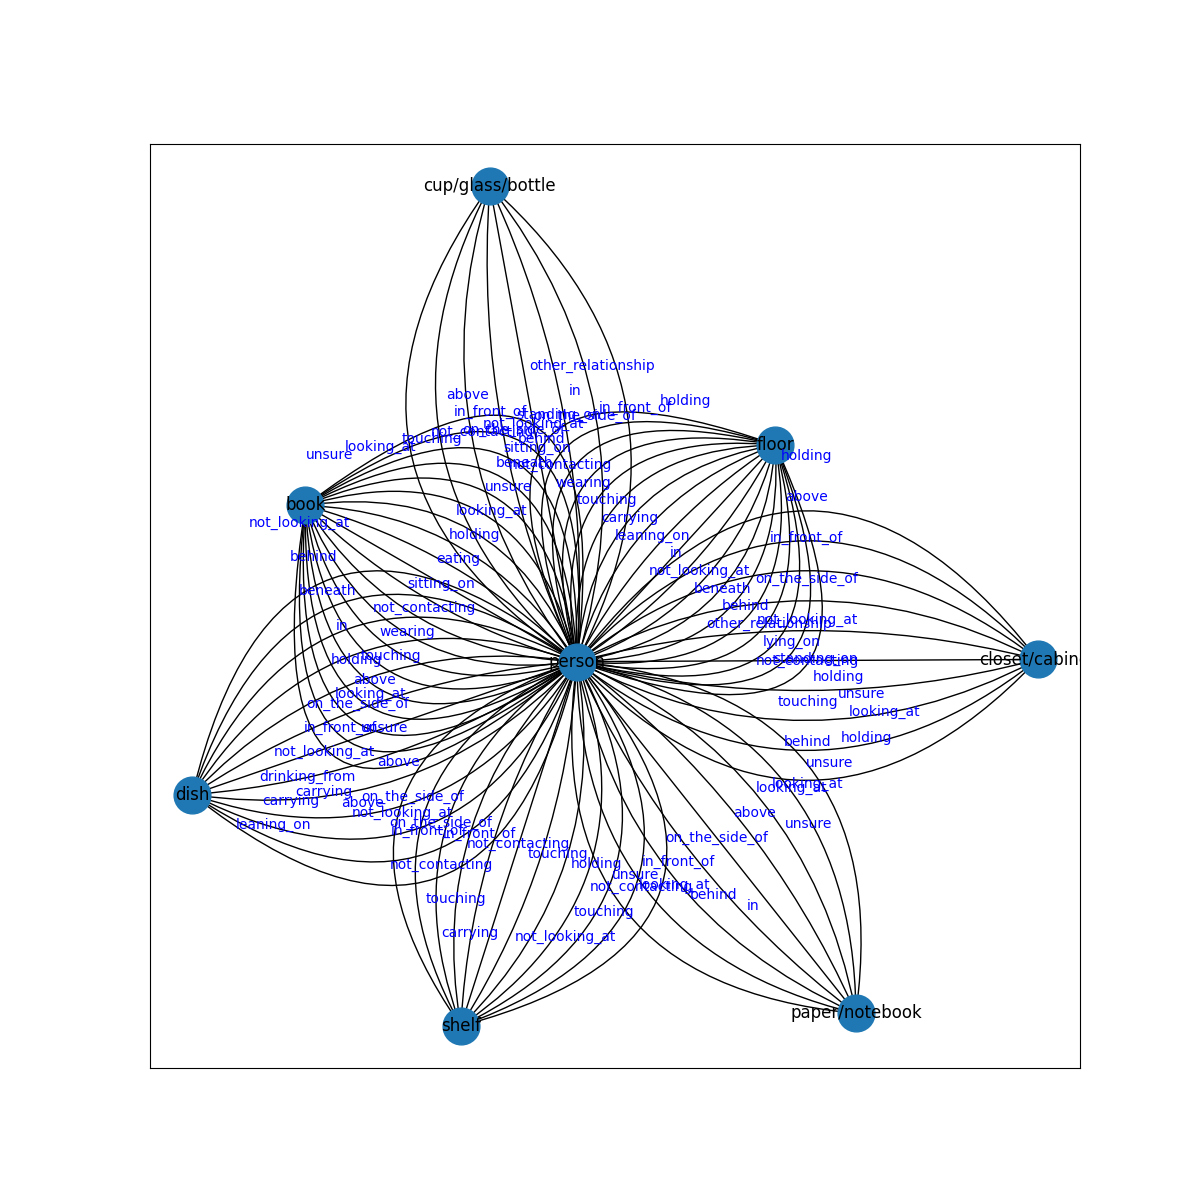 cup/glass/bottle
other_relationship
in
above
holding
in_front_of
in_front_of
standing_on
on_the_side_of
not_looking_at
on_the_side_of
not_contacting
touching
behind
looking_at
sitting_on
unsure
floor
holding
beneath
not_contacting
wearing
unsure
above
touching
book
looking_at
carrying
not_looking_at
holding
leaning_on
in_front_of
behind
eating
in
not_looking_at
on_the_side_of
sitting_on
beneath
beneath
not_contacting
behind
in
other_relationship
not_looking_at
wearing
lying_on
touching
holding
person
not_contacting
standing_on
closet/cabin
above
holding
looking_at
unsure
on_the_side_of
touching
looking_at
in_front_of
unsure
holding
behind
not_looking_at
above
unsure
drinking_from
looking_at
looking_at
dish
carrying
on_the_side_of
carrying
above
not_looking_at
above
leaning_on
on_the_side_of
unsure
in_front_of
in_front_of
on_the_side_of
not_contacting
touching
in_front_of
not_contacting
holding
unsure
looking_at
not_contacting
behind
touching
in
touching
carrying
not_looking_at
paper/notebook
shelf